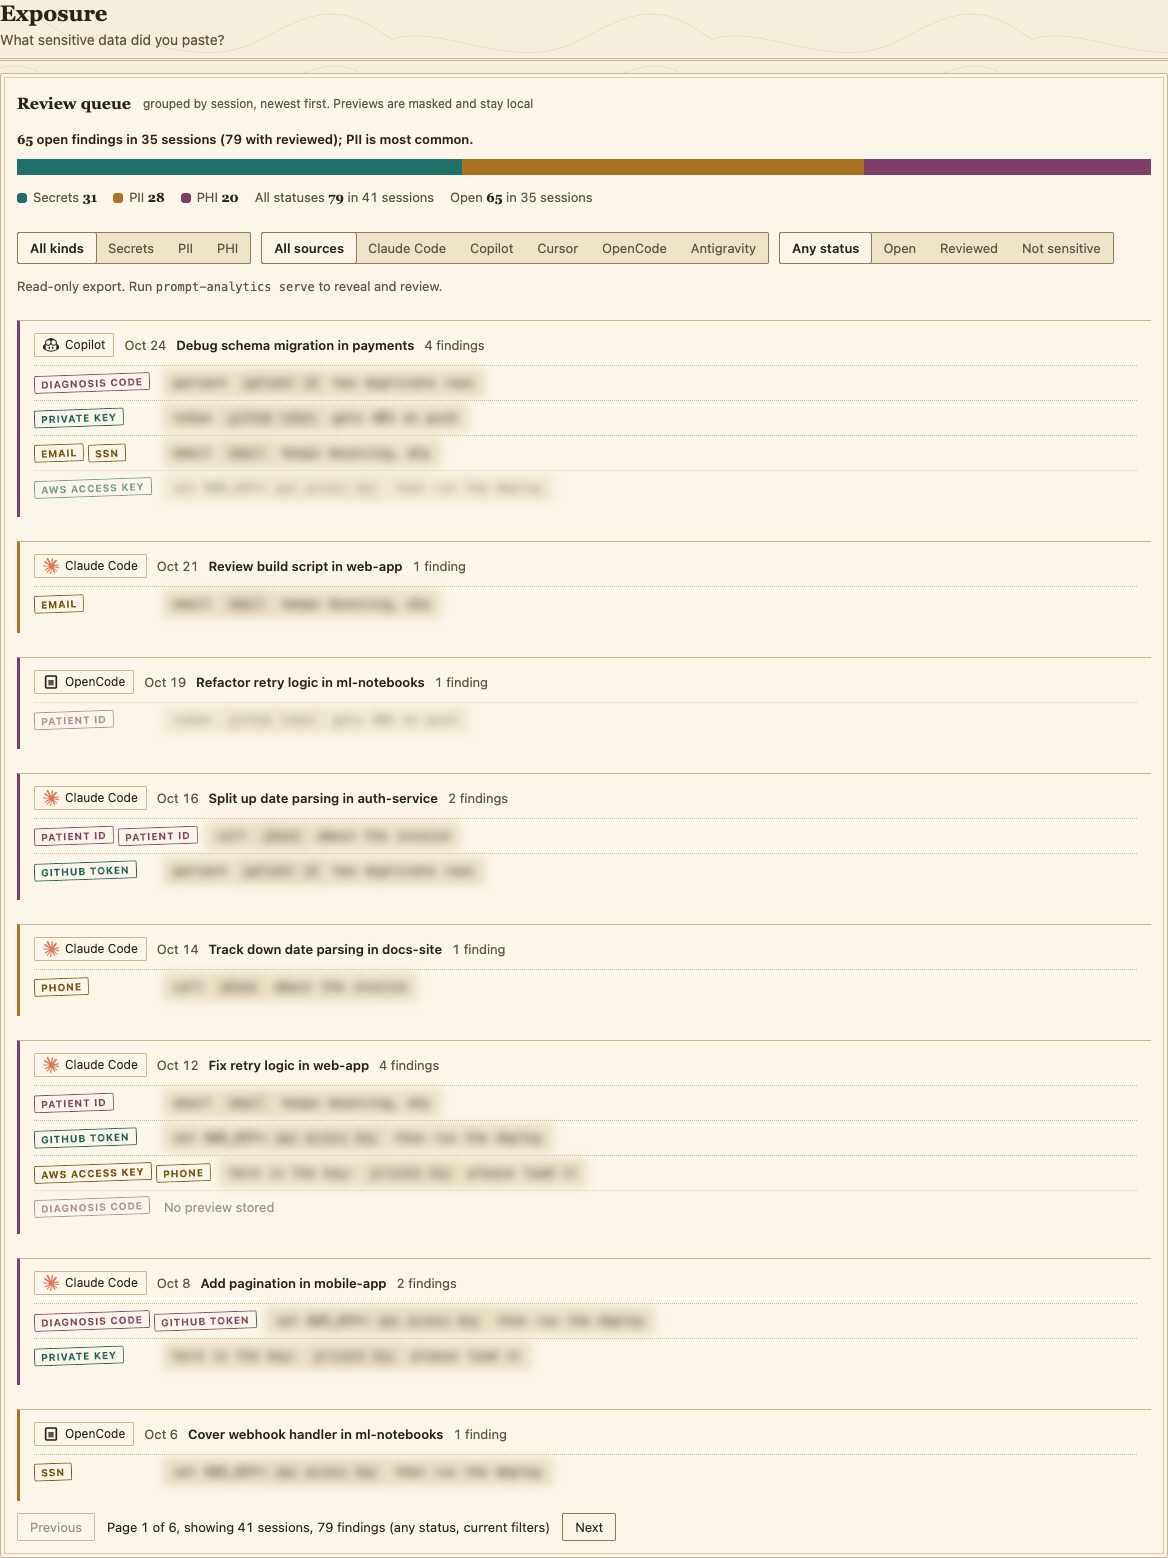 Exposure
What sensitive data did you paste?
Review queue grouped by session, newest first. Previews are masked and stay local
65 open findings in 35 sessions (79 with reviewed); PII is most common.
Secrets 31 PII 28 PHI 20 All statuses 79 in 41 sessions Open 65 in 35 sessions
All kinds Secrets PII PHI All sources Claude Code Copilot Cursor OpenCode Antigravity Any status Open Reviewed Not sensitive
Read-only export. Run prompt-analytics serve to reveal and review.
Copilot Oct 24 Debug schema migration in payments 4 findings
DIAGNOSIS CODE
PRIVATE KEY
EMAIL SSN
AWS ACCESS KEY
Claude Code Oct 21 Review build script in web-app 1 finding
EMAIL
OpenCode Oct 19 Refactor retry logic in ml-notebooks 1 finding
PATIENT ID
Claude Code Oct 16 Split up date parsing in auth-service 2 findings
PATIENT ID PATIENT ID
GITHUB TOKEN
Claude Code Oct 14 Track down date parsing in docs-site 1 finding
PHONE
Claude Code Oct 12 Fix retry logic in web-app 4 findings
PATIENT ID
GITHUB TOKEN
AWS ACCESS KEY PHONE
DIAGNOSIS CODE No preview stored
Claude Code Oct 8 Add pagination in mobile-app 2 findings
DIAGNOSIS CODE GITHUB TOKEN
PRIVATE KEY
OpenCode Oct 6 Cover webhook handler in ml-notebooks 1 finding
SSN
Previous Page 1 of 6, showing 41 sessions, 79 findings (any status, current filters) Next